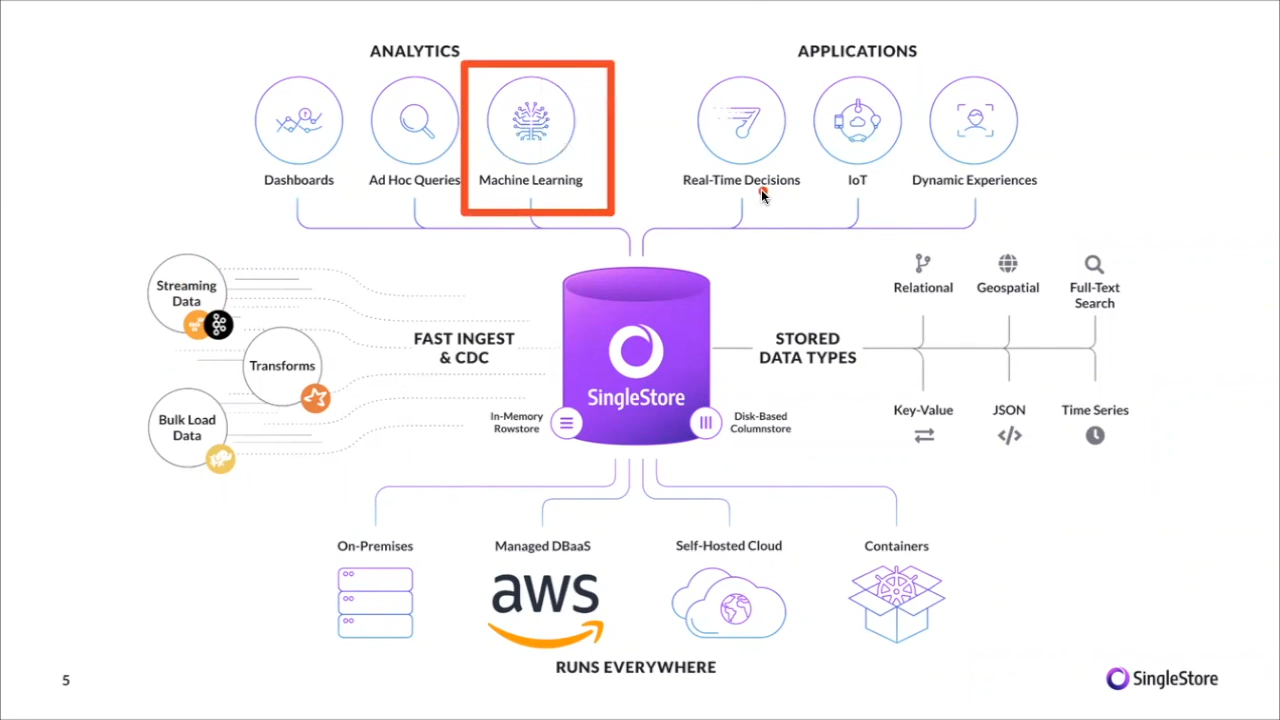 ANALYTICS
APPLICATIONS
Dashboards
Ad Hoc Queries
Machine Learning
Real-Time Decisions
IoT
Dynamic Experiences
Streaming
Data
Transforms
Bulk Load
Data
FAST INGEST
& CDC
SingleStore
In-Memory
Rowstore
Disk-Based
Columnstore
STORED
DATA TYPES
Relational
Geospatial
Full-Text
Search
Key-Value
JSON
Time Series
On-Premises
Managed DBaaS
Self-Hosted Cloud
Containers
aws
RUNS EVERYWHERE
5
SingleStore